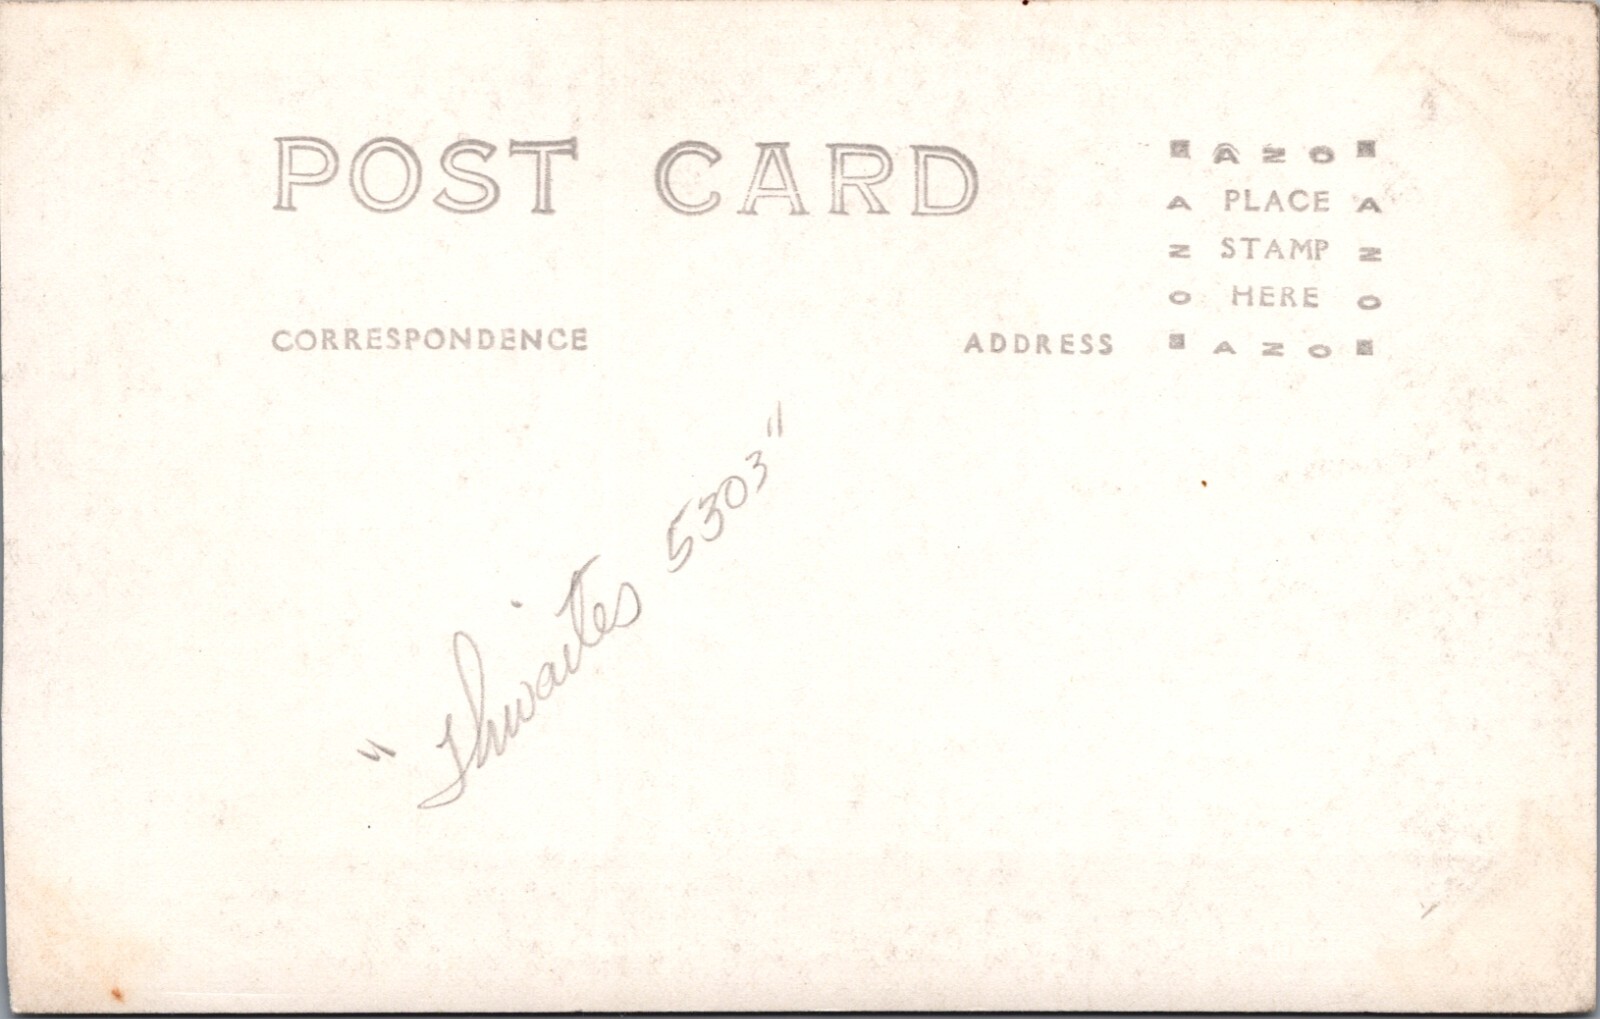 POST CARD
AZO
A PLACE A
Z STAMP Z
O HERE O
AZO
CORRESPONDENCE
ADDRESS
"Thwaites 5303"